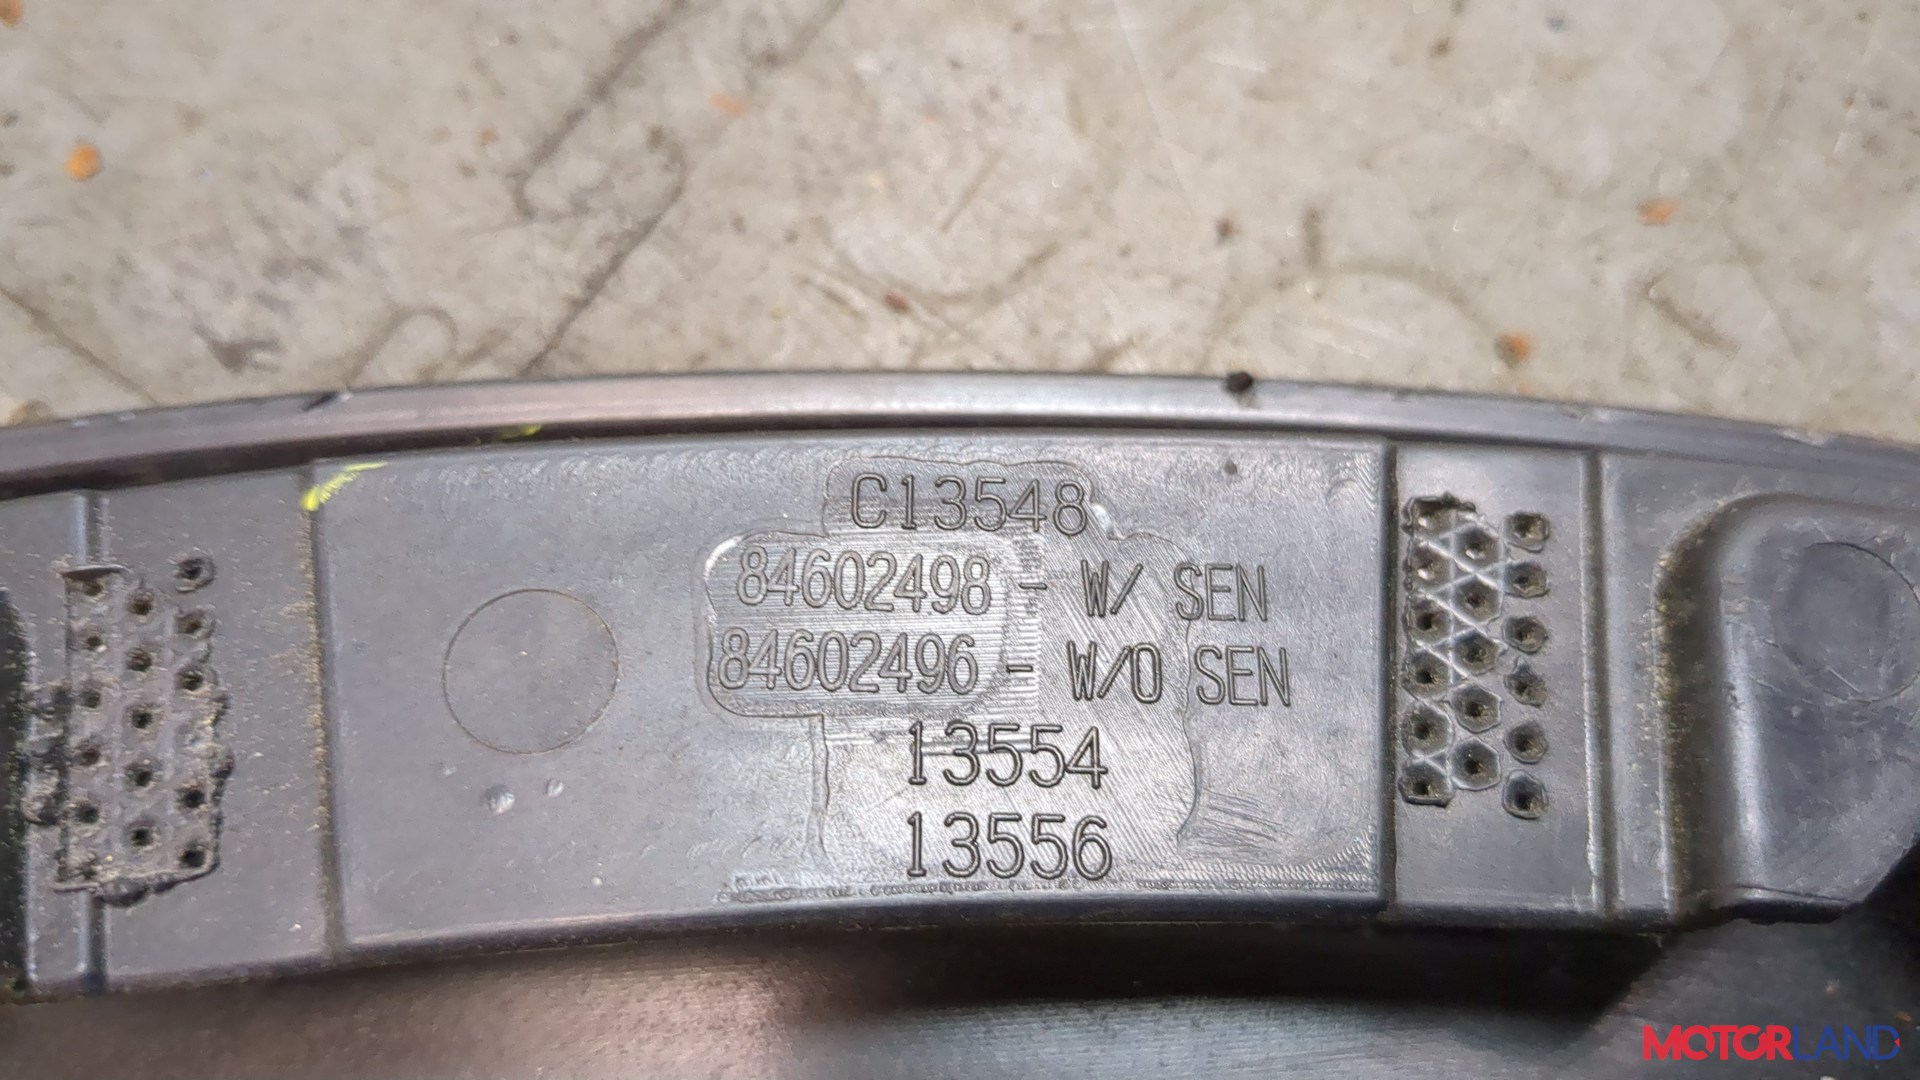 C13548
84602498 - W/ SEN
84602496 - W/O SEN
13554
13556
MOTORLAND